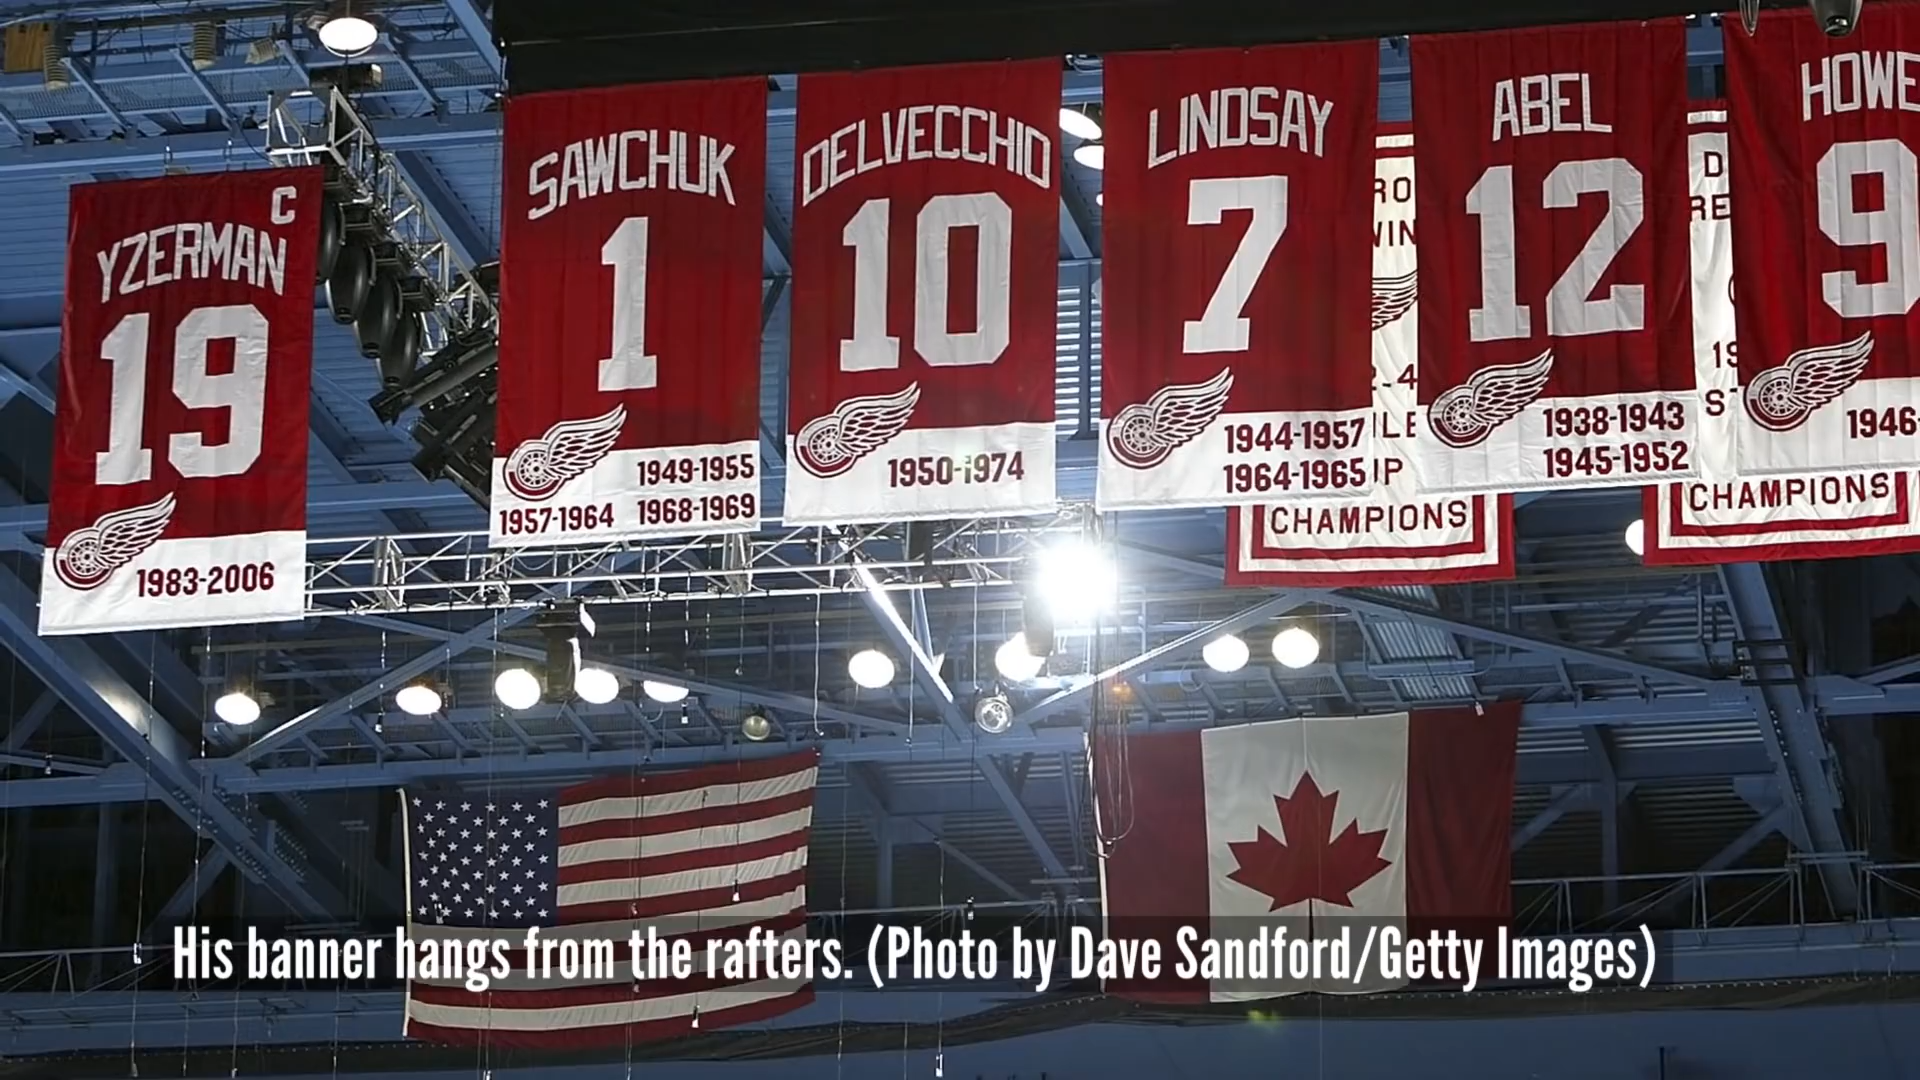 C
YZERMAN
19
1983-2006
SAWCHUK
1
1949-1955
1957-1964 1968-1969
DELVECCHIO
10
1950-1974
LINDSAY
7
1944-1957
1964-1965
CHAMPIONS
ABEL
12
1938-1943
1945-1952
CHAMPIONS
HOWE
9
1946-
His banner hangs from the rafters. (Photo by Dave Sandford/Getty Images)